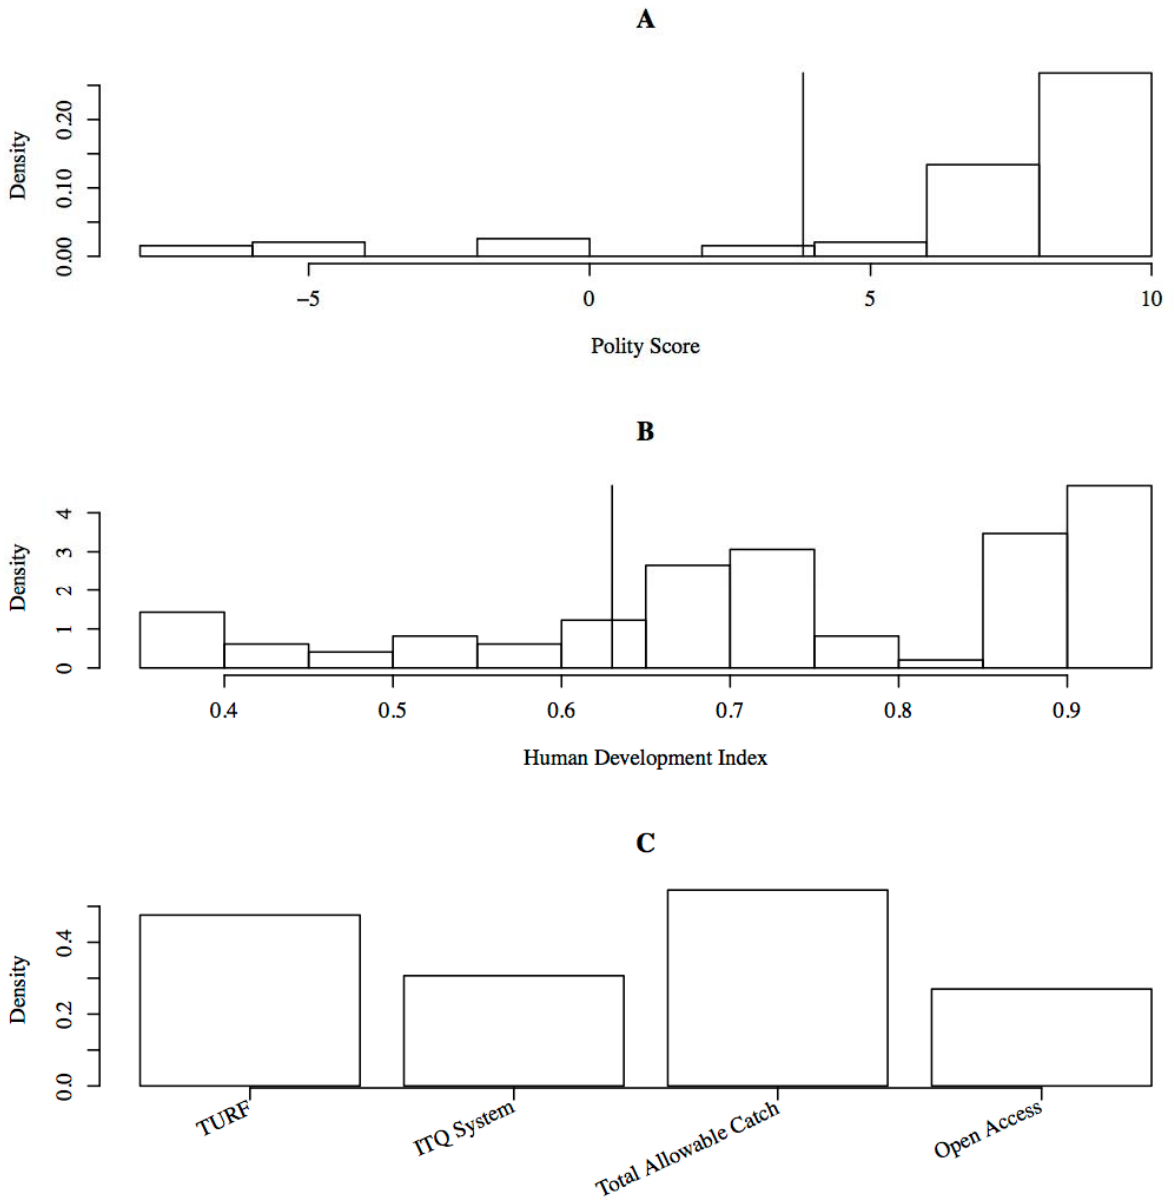 A
Density
0.00 0.10 0.20
−5 0 5 10
Polity Score
B
Density
0 1 2 3 4
0.4 0.5 0.6 0.7 0.8 0.9
Human Development Index
C
Density
0.0 0.2 0.4
TURF ITQ System Total Allowable Catch Open Access